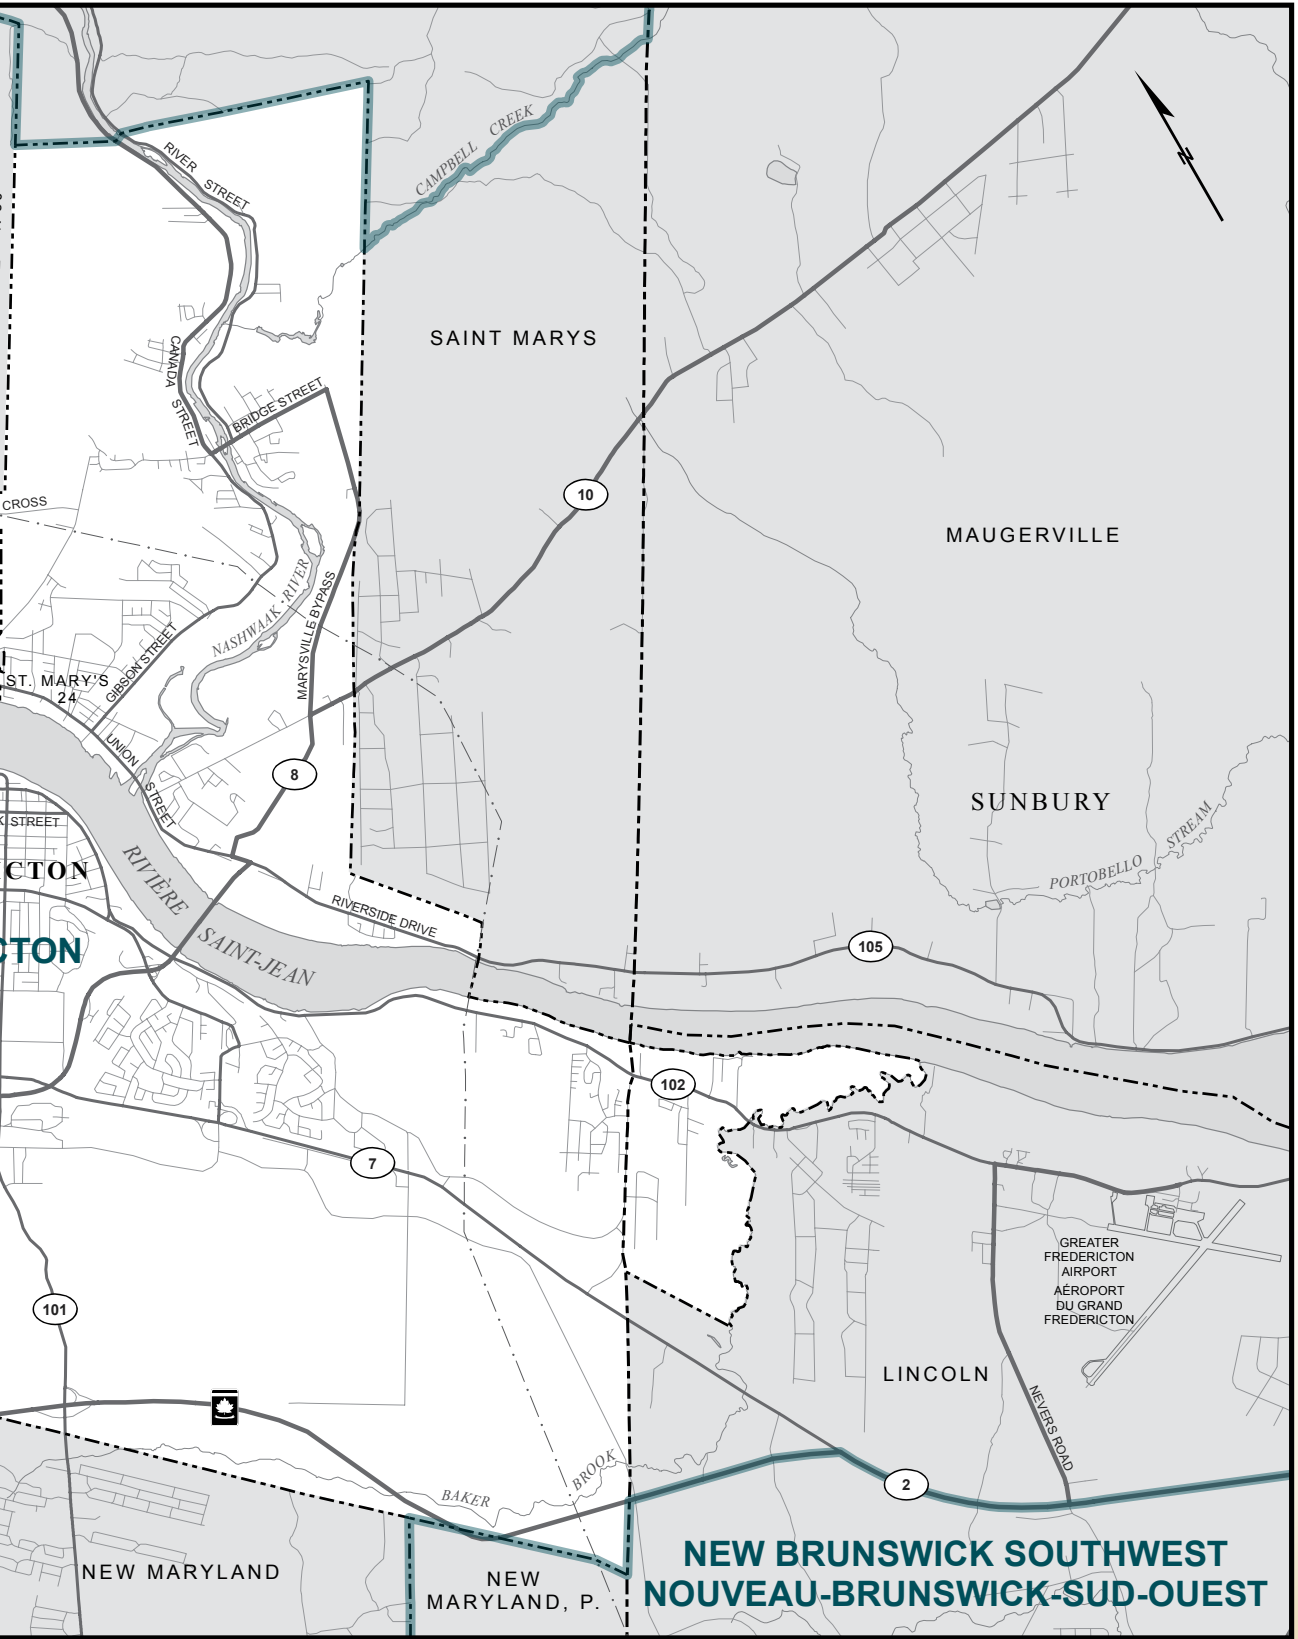 CAMPBELL CREEK
RIVER STREET
N
SAINT MARYS
CANADA STREET
BRIDGE STREET
10
CROSS
MAUGERVILLE
NASHWAAK RIVER
MARYSVILLE BYPASS
GIBSON STREET
ST. MARY'S
24
UNION STREET
8
SUNBURY
PORTOBELLO STREAM
K STREET
ICTON
RIVIÈRE SAINT-JEAN
RIVERSIDE DRIVE
CTON
105
102
7
GREATER
FREDERICTON
AIRPORT
AÉROPORT
DU GRAND
FREDERICTON
101
LINCOLN
NEVERS ROAD
BAKER BROOK
2
NEW MARYLAND
NEW
MARYLAND, P.
NEW BRUNSWICK SOUTHWEST
NOUVEAU-BRUNSWICK-SUD-OUEST